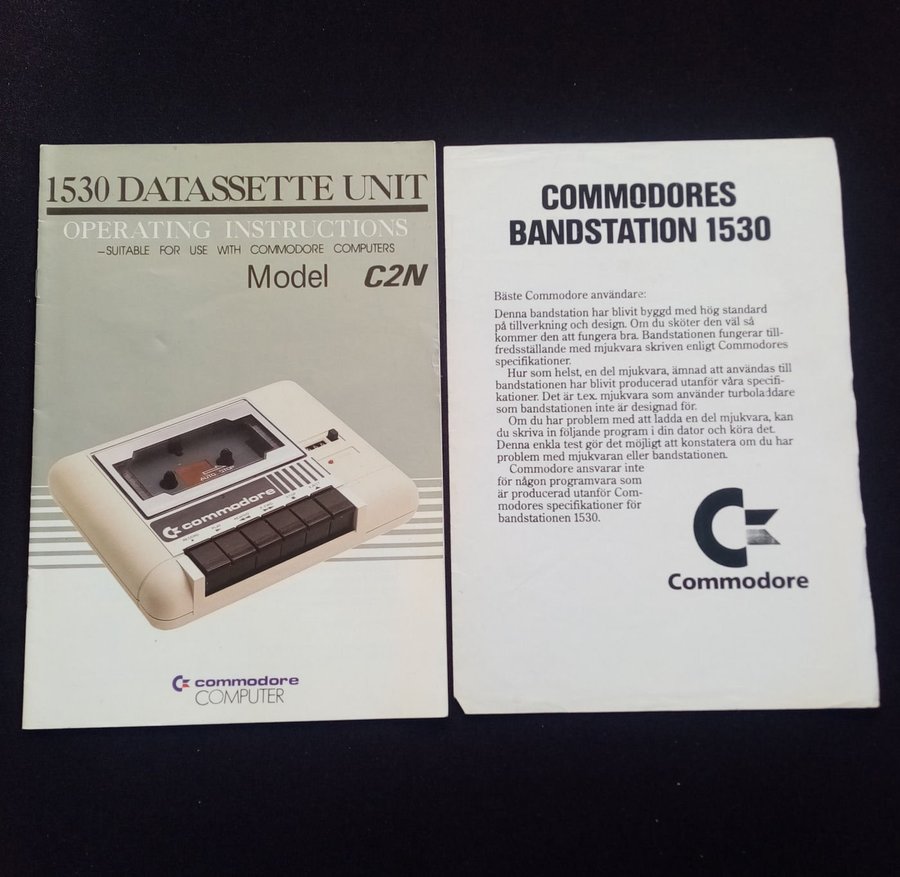 1530 DATASSETTE UNIT
OPERATING INSTRUCTIONS
–SUITABLE FOR USE WITH COMMODORE COMPUTERS
Model C2N
AUTO STOP
commodore
RECORD PLAY
commodore
COMPUTER
COMMODORES
BANDSTATION 1530
Bäste Commodore användare:
Denna bandstation har blivit byggd med hög standard
på tillverkning och design. Om du sköter den väl så
kommer den att fungera bra. Bandstationen fungerar till-
fredsställande med mjukvara skriven enligt Commodores
specifikationer.
Hur som helst, en del mjukvara, ämnad att användas till
bandstationen har blivit producerad utanför våra specifi-
kationer. Det är t.ex. mjukvara som använder turboladdare
som bandstationen inte är designad för.
Om du har problem med att ladda en del mjukvara, kan
du skriva in följande program i din dator och köra det.
Denna enkla test gör det möjligt att konstatera om du har
problem med mjukvaran eller bandstationen.
Commodore ansvarar inte
för någon programvara som
är producerad utanför Com-
modores specifikationer för
bandstationen 1530.
Commodore